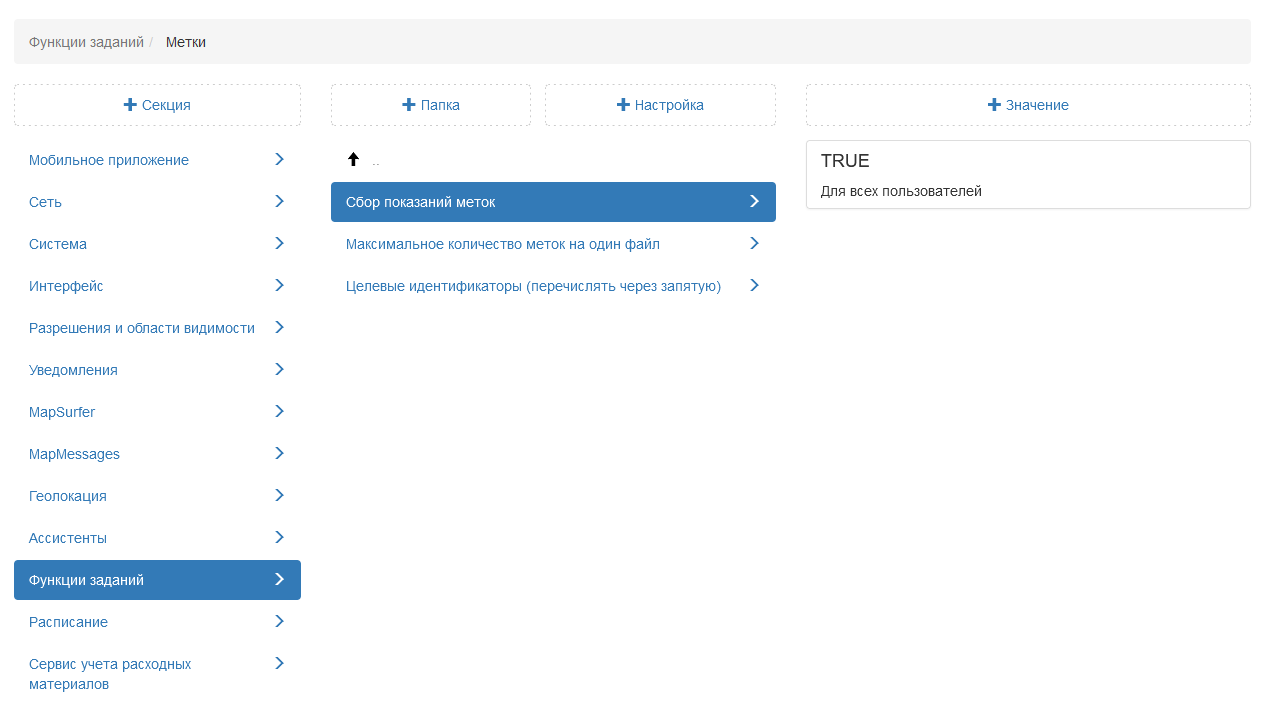 Функции заданий / Метки
Секция
Папка
Настройка
Значение
Мобильное приложение
Сеть
Система
Интерфейс
Разрешения и области видимости
Уведомления
MapSurfer
MapMessages
Геолокация
Ассистенты
Функции заданий
Расписание
Сервис учета расходных
материалов
..
Сбор показаний меток
Максимальное количество меток на один файл
Целевые идентификаторы (перечислять через запятую)
TRUE
Для всех пользователей